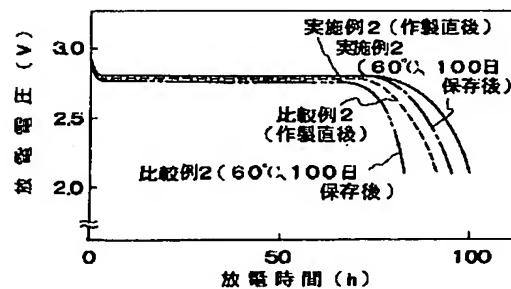 放電電圧 (V)
3.0
2.5
2.0
実施例2 (作製直後)
実施例2
(60℃、100日
保存後)
比較例2
(作製直後)
比較例2 (60℃、100日
保存後)
0
50
100
放電時間 (h)